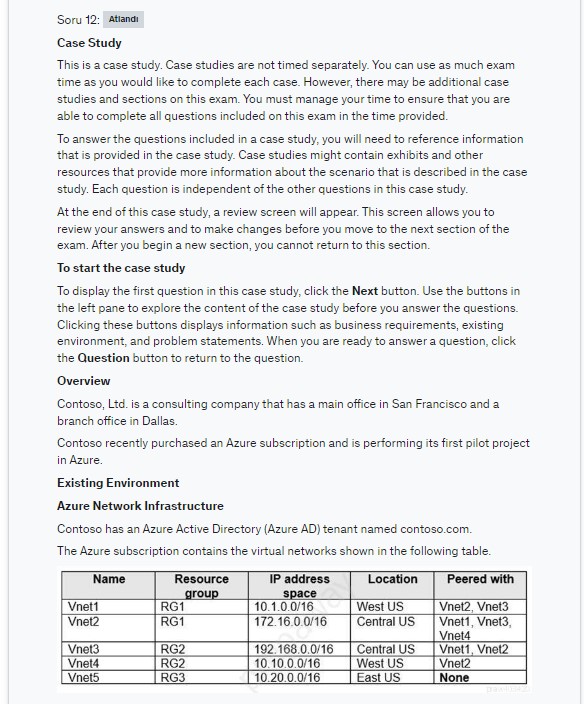 Soru 12: Atlandı
Case Study
This is a case study. Case studies are not timed separately. You can use as much exam
time as you would like to complete each case. However, there may be additional case
studies and sections on this exam. You must manage your time to ensure that you are
able to complete all questions included on this exam in the time provided.
To answer the questions included in a case study, you will need to reference information
that is provided in the case study. Case studies might contain exhibits and other
resources that provide more information about the scenario that is described in the case
study. Each question is independent of the other questions in this case study.
At the end of this case study, a review screen will appear. This screen allows you to
review your answers and to make changes before you move to the next section of the
exam. After you begin a new section, you cannot return to this section.
To start the case study
To display the first question in this case study, click the Next button. Use the buttons in
the left pane to explore the content of the case study before you answer the questions.
Clicking these buttons displays information such as business requirements, existing
environment, and problem statements. When you are ready to answer a question, click
the Question button to return to the question.
Overview
Contoso, Ltd. is a consulting company that has a main office in San Francisco and a
branch office in Dallas.
Contoso recently purchased an Azure subscription and is performing its first pilot project
in Azure.
Existing Environment
Azure Network Infrastructure
Contoso has an Azure Active Directory (Azure AD) tenant named contoso.com.
The Azure subscription contains the virtual networks shown in the following table.
Name Resource group IP address space Location Peered with
Vnet1 RG1 10.1.0.0/16 West US Vnet2, Vnet3
Vnet2 RG1 172.16.0.0/16 Central US Vnet1, Vnet3,
Vnet4
Vnet3 RG2 192.168.0.0/16 Central US Vnet1, Vnet2
Vnet4 RG2 10.10.0.0/16 West US Vnet2
Vnet5 RG3 10.20.0.0/16 East US None